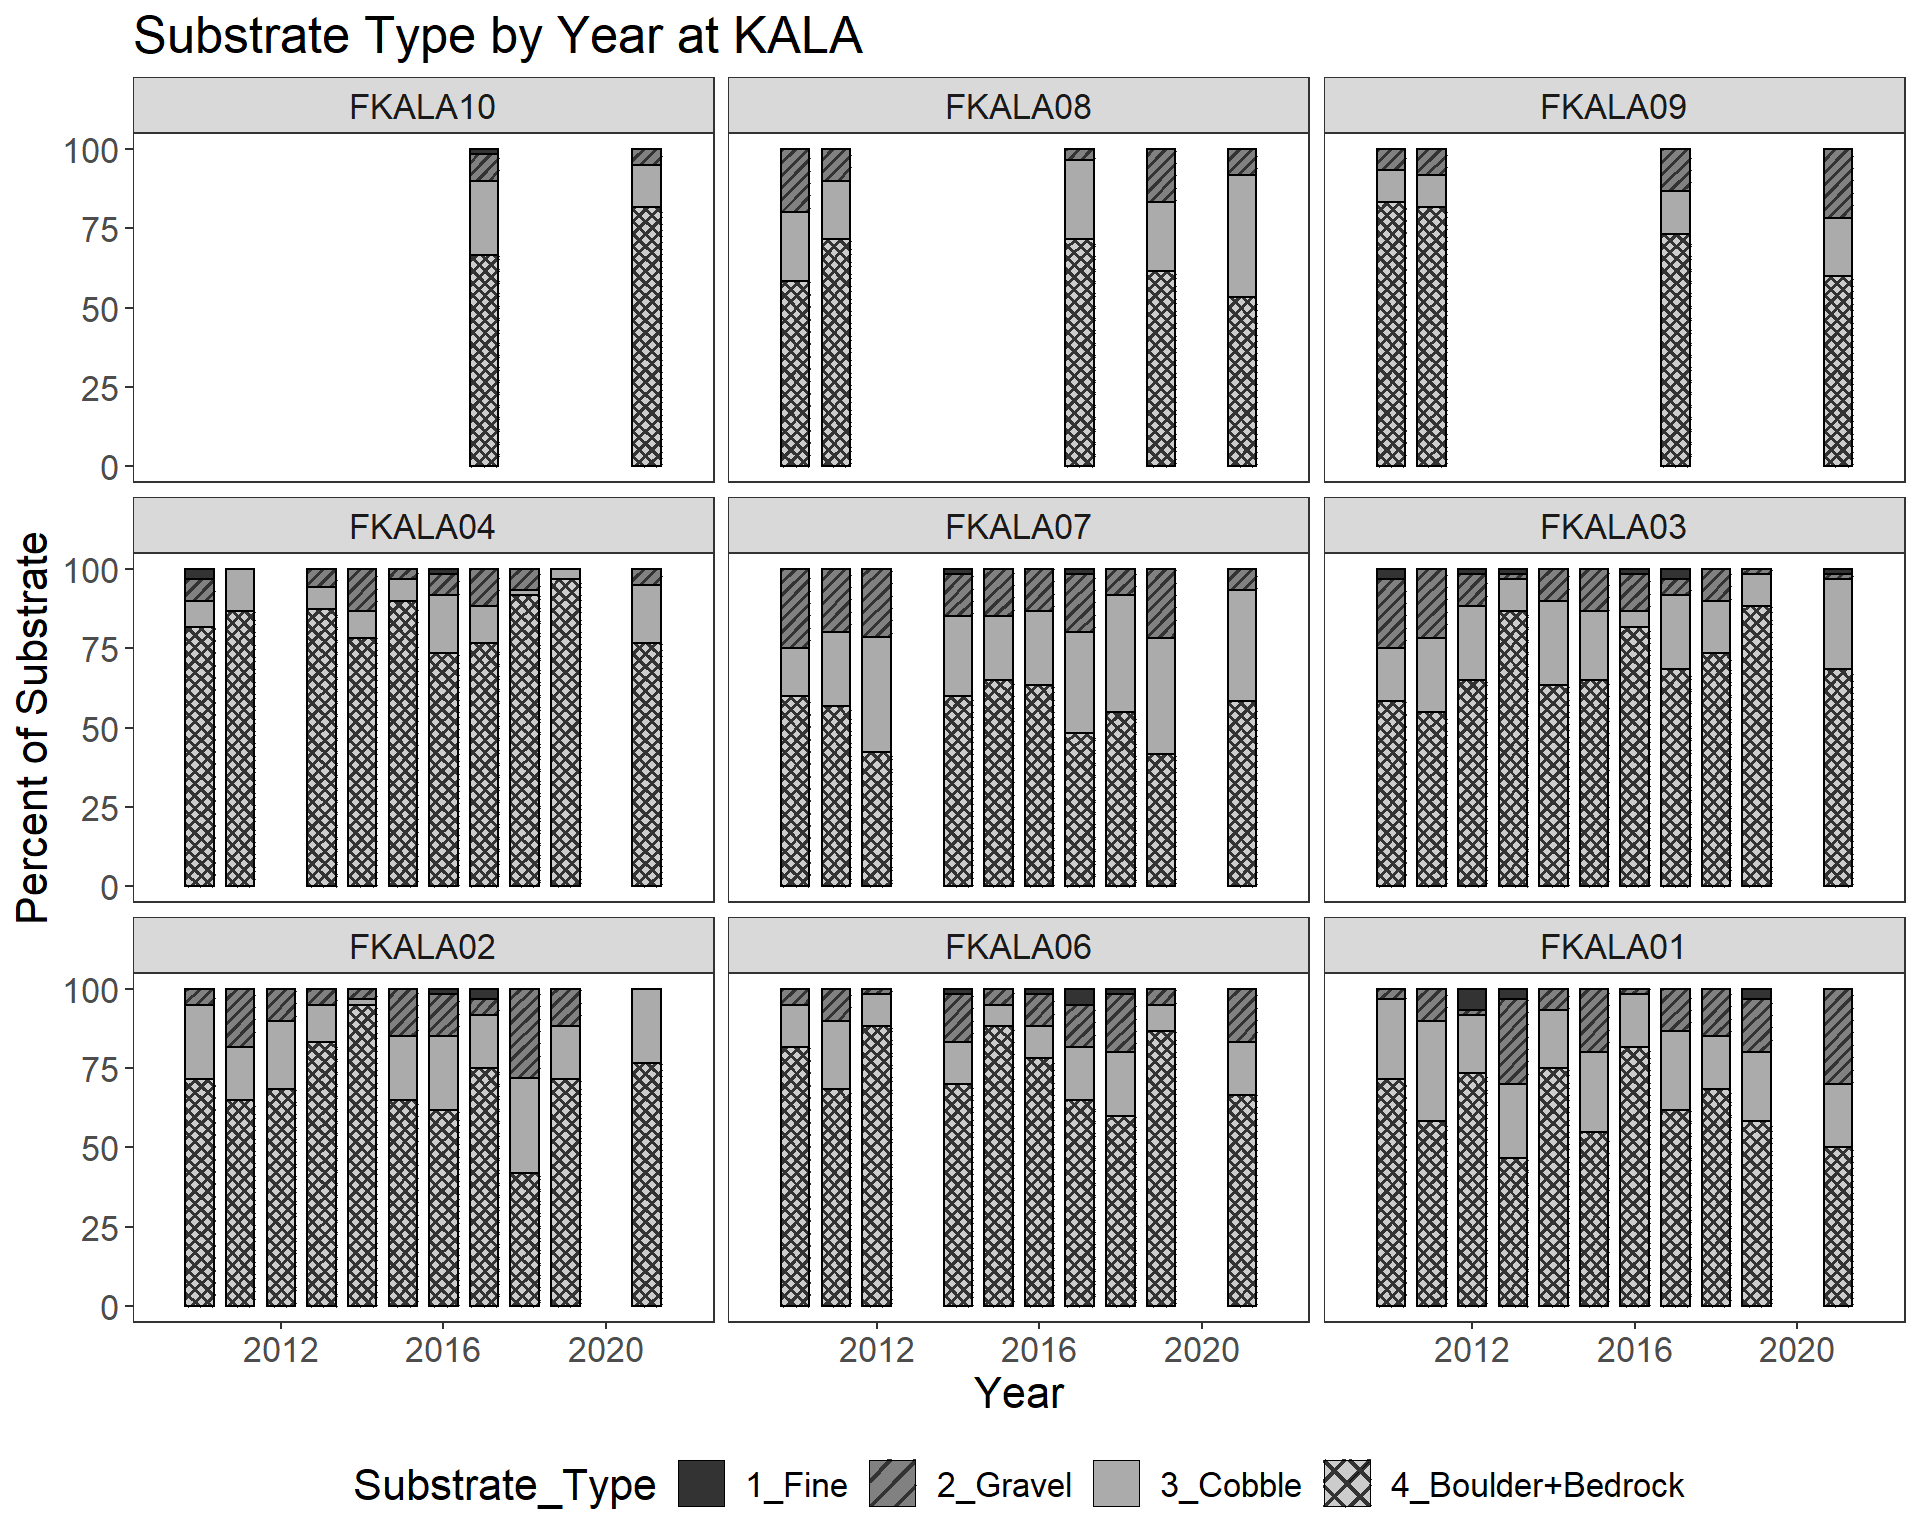 Substrate Type by Year at KALA
FKALA10 FKALA08 FKALA09
100
75
50
25
0
FKALA04 FKALA07 FKALA03
100
75
50
25
0
FKALA02 FKALA06 FKALA01
100
75
50
25
0
Percent of Substrate
2012 2016 2020 2012 2016 2020 2012 2016 2020
Year
Substrate_Type 1_Fine 2_Gravel 3_Cobble 4_Boulder+Bedrock